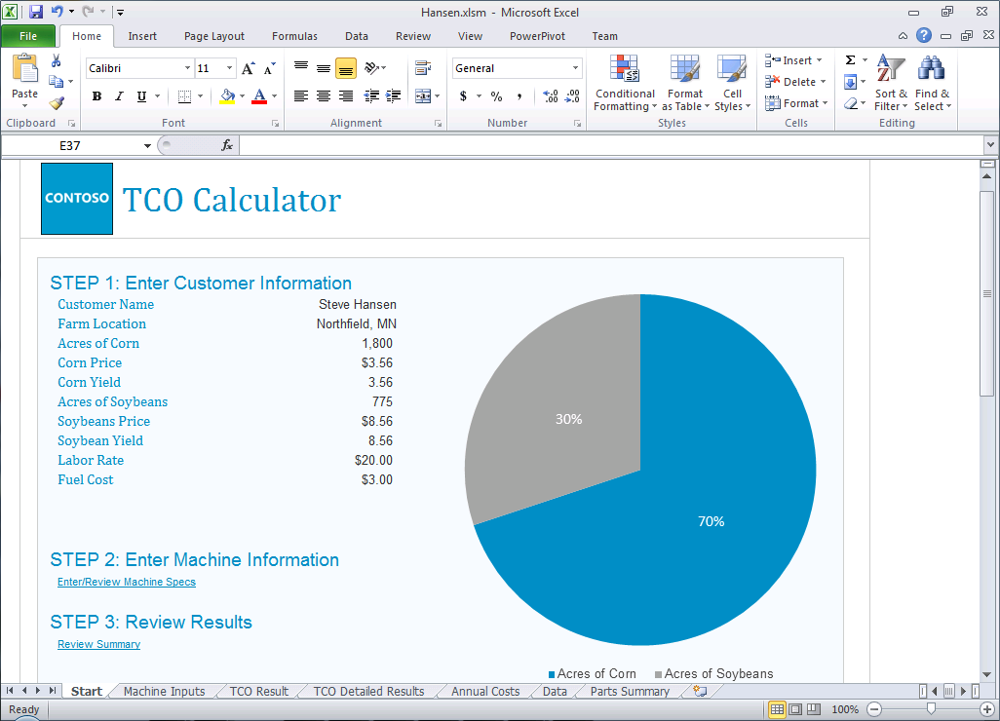 Hansen.xlsm - Microsoft Excel
File Home Insert Page Layout Formulas Data Review View PowerPivot Team
Paste
Calibri 11
General
B I U
$ % ,
Conditional Formatting
Format as Table
Cell Styles
Insert
Delete
Format
Σ
Sort & Filter
Find & Select
Clipboard Font Alignment Number Styles Cells Editing
E37 fx
CONTOSO TCO Calculator
STEP 1: Enter Customer Information
Customer Name Steve Hansen
Farm Location Northfield, MN
Acres of Corn 1,800
Corn Price $3.56
Corn Yield 3.56
Acres of Soybeans 775
Soybeans Price $8.56
Soybean Yield 8.56
Labor Rate $20.00
Fuel Cost $3.00
STEP 2: Enter Machine Information
Enter/Review Machine Specs
STEP 3: Review Results
Review Summary
30%
70%
Acres of Corn Acres of Soybeans
Start Machine Inputs TCO Result TCO Detailed Results Annual Costs Data Parts Summary
Ready 100%